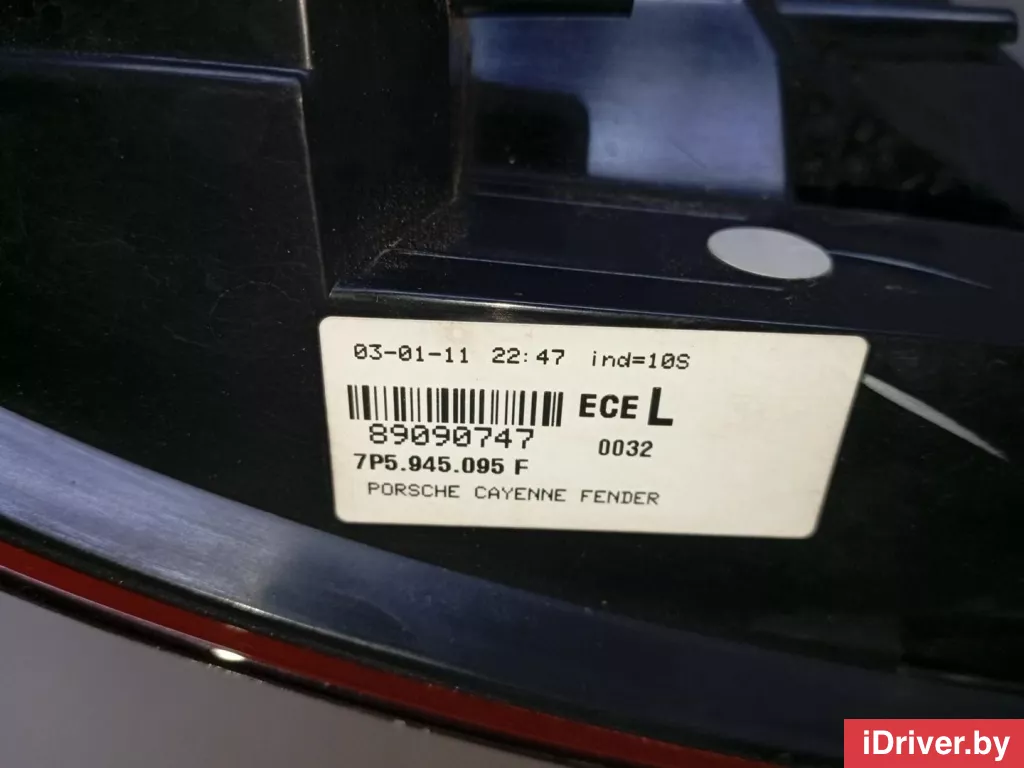 03-01-11 22:47 ind=10S
ECE L
89090747 0032
7P5.945.095 F
PORSCHE CAYENNE FENDER
iDriver.by